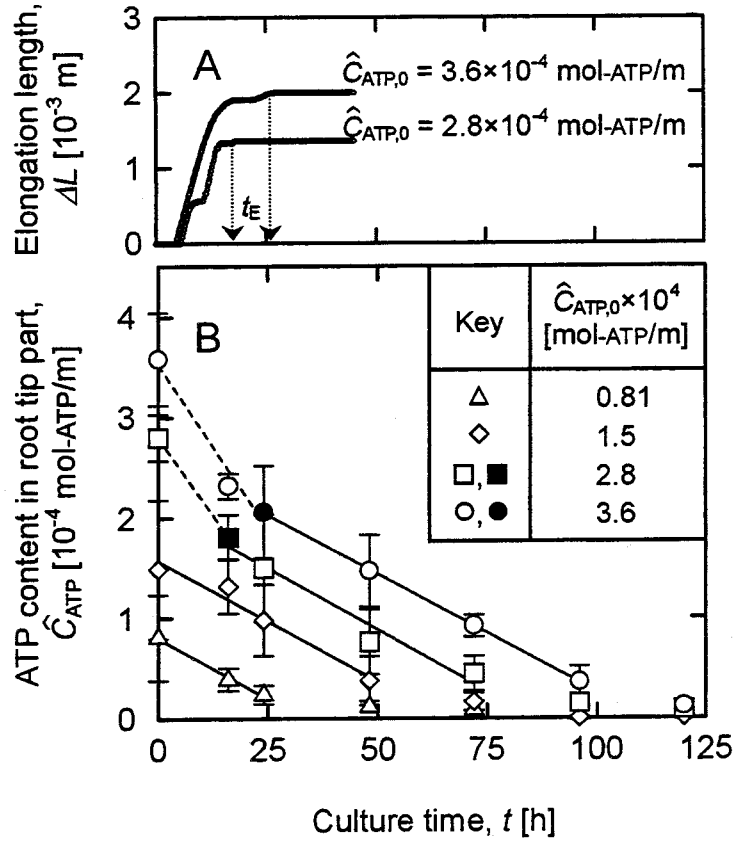 Elongation length,
ΔL [10⁻³ m]
3
2
1
0
A
Ĉ_ATP,0 = 3.6×10⁻⁴ mol-ATP/m
Ĉ_ATP,0 = 2.8×10⁻⁴ mol-ATP/m
t_E
ATP content in root tip part,
Ĉ_ATP [10⁻⁴ mol-ATP/m]
4
3
2
1
0
B
Key
Ĉ_ATP,0×10⁴
[mol-ATP/m]
0.81
1.5
,
2.8
,
3.6
0 25 50 75 100 125
Culture time, t [h]